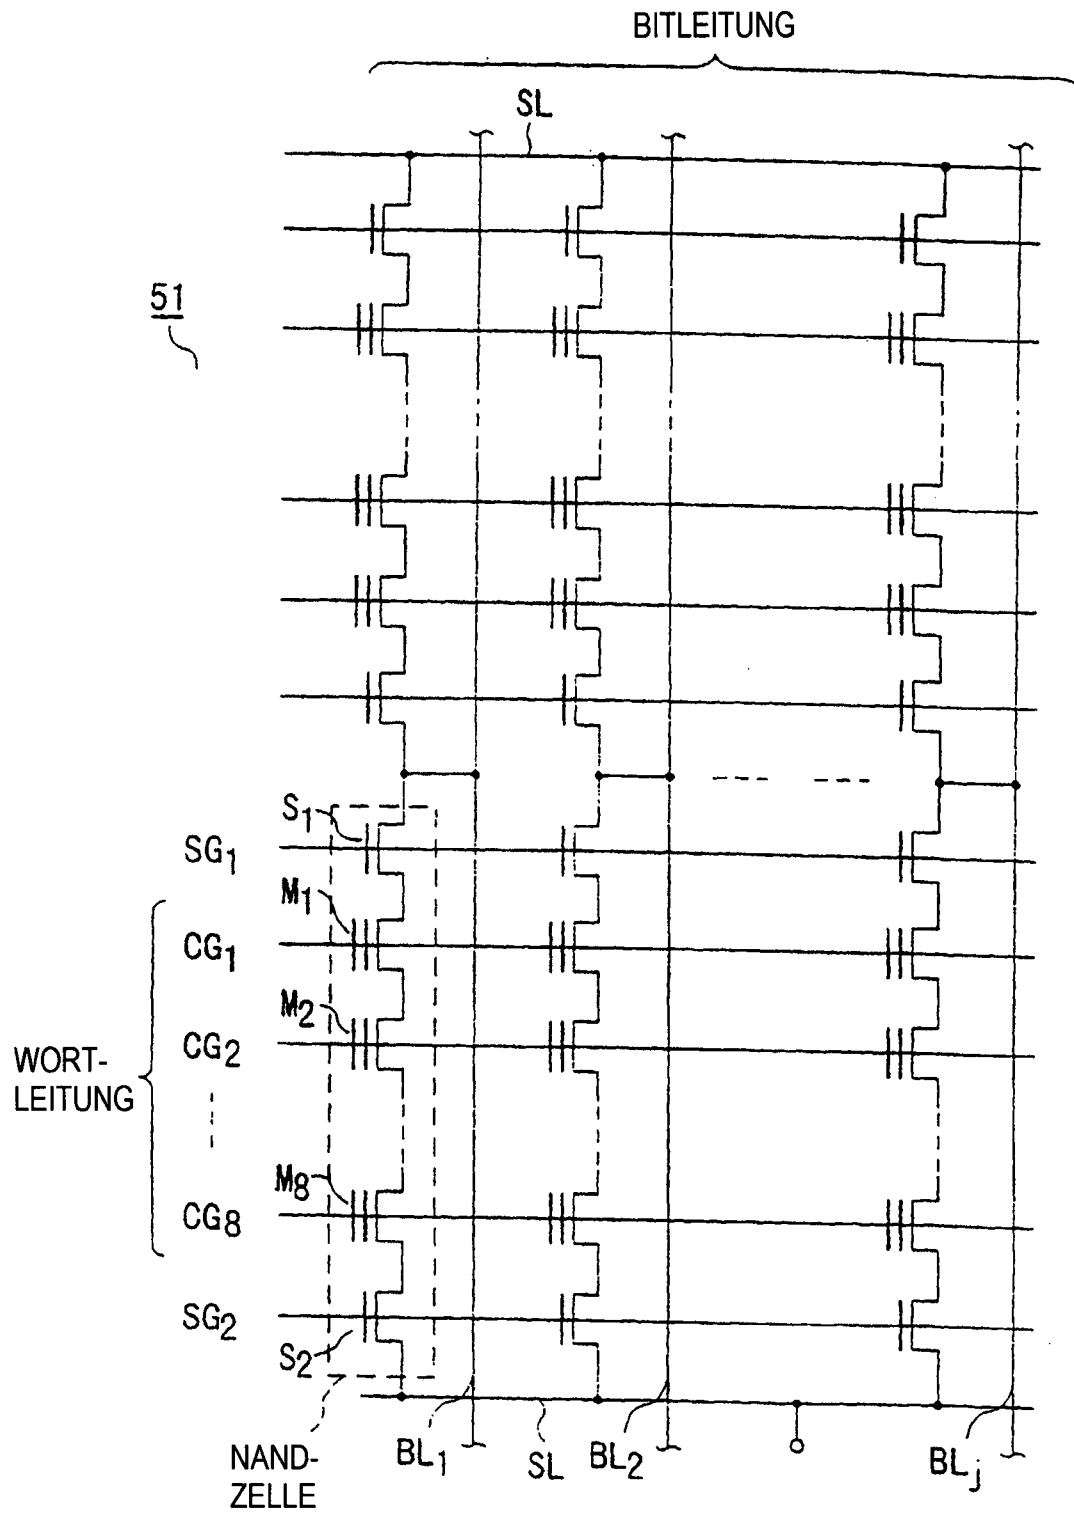 BITLEITUNG
SL
51
S1
SG1
M1
CG1
M2
CG2
WORT-
LEITUNG
M8
CG8
SG2
S2
NAND-
ZELLE
BL1
SL
BL2
BLj